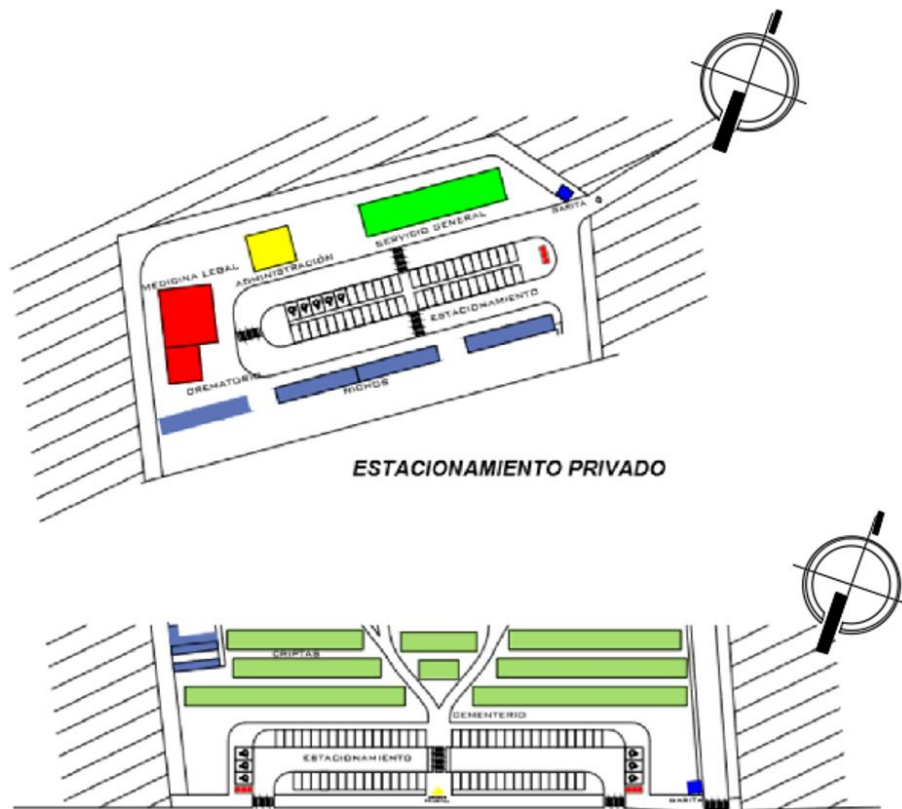 GARITA
SERVICIO GENERAL
ADMINISTRACIÓN
MEDICINA LEGAL
ESTACIONAMIENTO
CREMATORIO
NICHOS
ESTACIONAMIENTO PRIVADO
CRIPTAS
CEMENTERIO
ESTACIONAMIENTO
GARITA